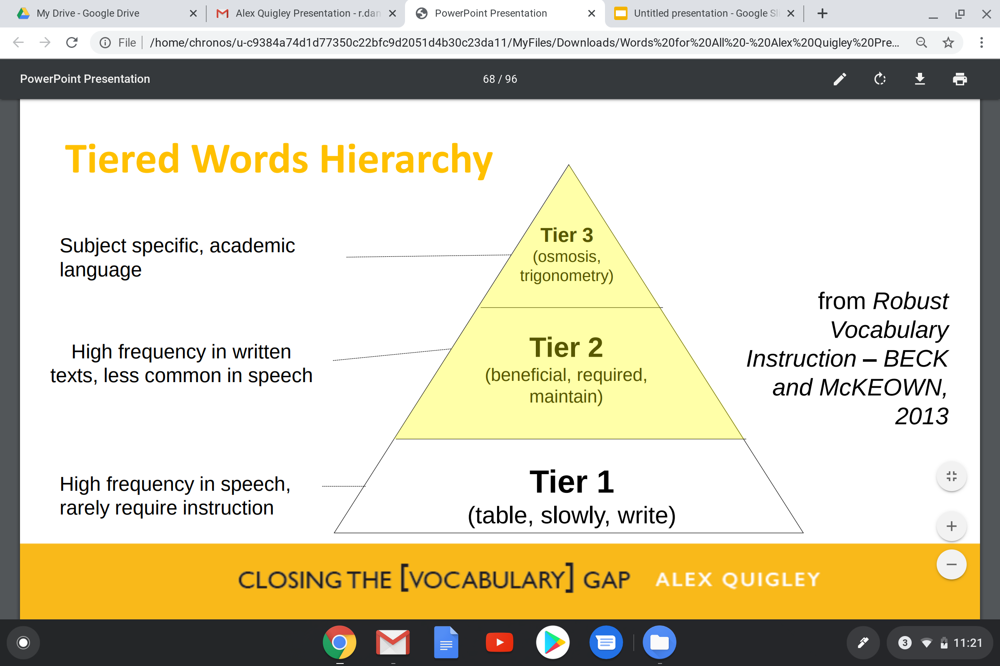 My Drive - Google Drive
Alex Quigley Presentation - r.dan
PowerPoint Presentation
Untitled presentation - Google Sli
File
/home/chronos/u-c9384a74d1d77350c22bfc9d2051d4b30c23da11/MyFiles/Downloads/Words%20for%20All%20-%20Alex%20Quigley%20Pre...
PowerPoint Presentation
68 / 96
Tiered Words Hierarchy
Subject specific, academic
language
Tier 3
(osmosis,
trigonometry)
High frequency in written
texts, less common in speech
Tier 2
(beneficial, required,
maintain)
High frequency in speech,
rarely require instruction
Tier 1
(table, slowly, write)
from Robust
Vocabulary
Instruction – BECK
and McKEOWN,
2013
CLOSING THE [VOCABULARY] GAP
ALEX QUIGLEY
3
11:21